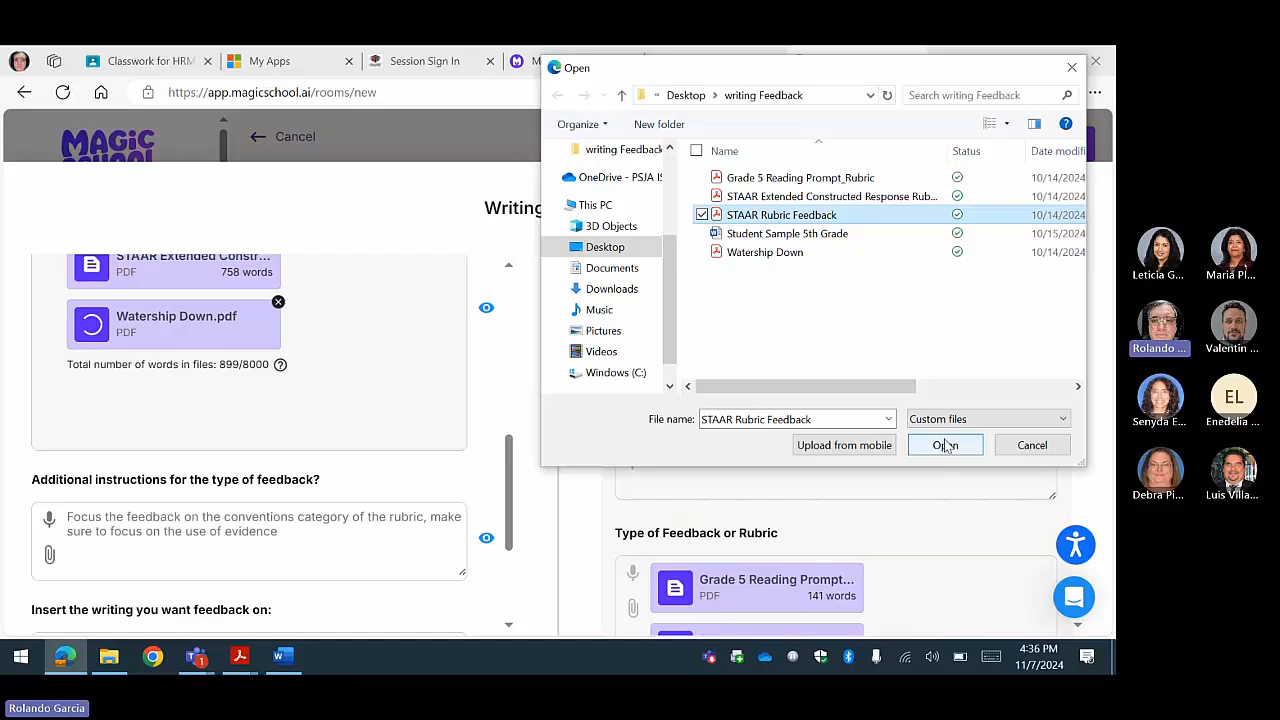 Classwork for HRM
My Apps
Session Sign In
https://app.magicschool.ai/rooms/new
MAGIC
SCHOOL
Cancel
Writing
STAAR Extended Constr...
PDF
758 words
Watership Down.pdf
PDF
Total number of words in files: 899/8000
Additional instructions for the type of feedback?
Focus the feedback on the conventions category of the rubric, make
sure to focus on the use of evidence
Insert the writing you want feedback on:
Open
Desktop
writing Feedback
Search writing Feedback
Organize
New folder
writing Feedback
OneDrive - PSJA IS
This PC
3D Objects
Desktop
Documents
Downloads
Music
Pictures
Videos
Windows (C:)
Name
Status
Date modifi
Grade 5 Reading Prompt_Rubric
10/14/2024
STAAR Extended Constructed Response Rub...
10/14/2024
STAAR Rubric Feedback
10/14/2024
Student Sample 5th Grade
10/15/2024
Watership Down
10/14/2024
File name:
STAAR Rubric Feedback
Custom files
Upload from mobile
Open
Cancel
Type of Feedback or Rubric
Grade 5 Reading Prompt...
PDF
141 words
Leticia G...
Maria Pl...
Rolando ...
Valentin ...
Senyda E...
EL
Enedelia ...
Debra Pi...
Luis Villa...
1
4:36 PM
11/7/2024
Rolando Garcia